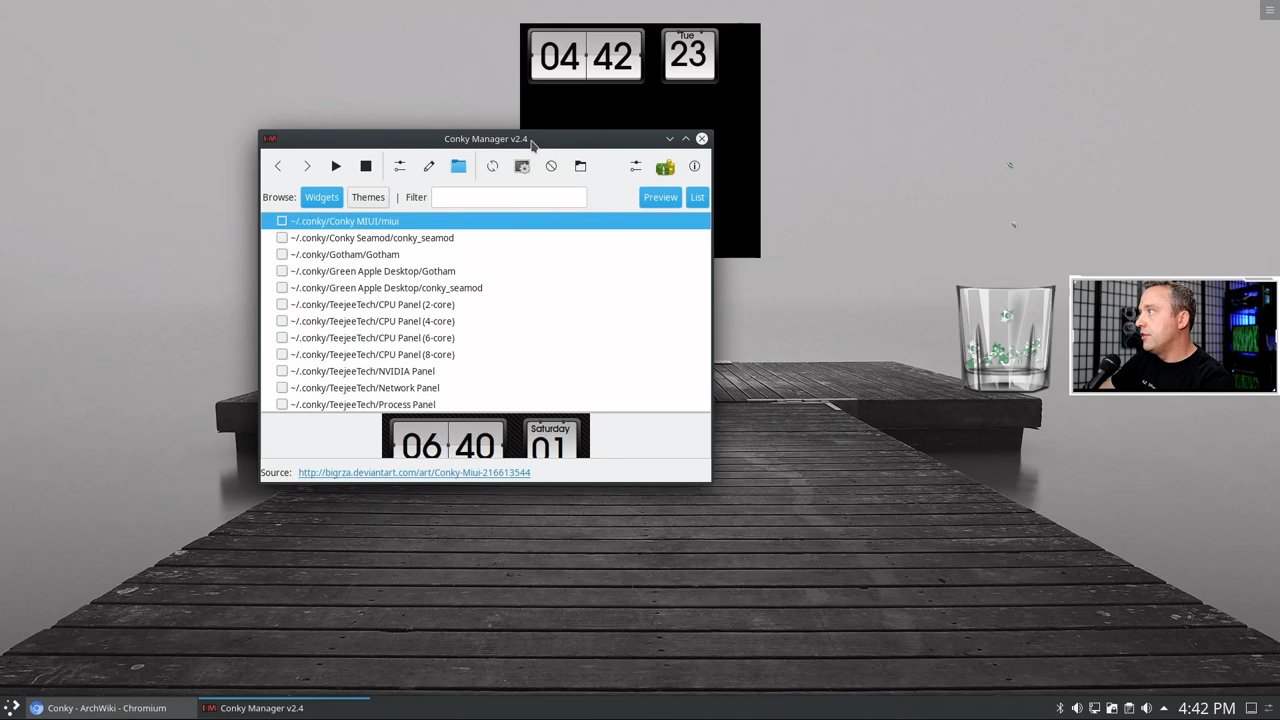 04 42
Tue
23
Conky Manager v2.4
Browse: Widgets Themes | Filter Preview List
~/.conky/Conky MIUI/miui
~/.conky/Conky Seamod/conky_seamod
~/.conky/Gotham/Gotham
~/.conky/Green Apple Desktop/Gotham
~/.conky/Green Apple Desktop/conky_seamod
~/.conky/TeejeeTech/CPU Panel (2-core)
~/.conky/TeejeeTech/CPU Panel (4-core)
~/.conky/TeejeeTech/CPU Panel (6-core)
~/.conky/TeejeeTech/CPU Panel (8-core)
~/.conky/TeejeeTech/NVIDIA Panel
~/.conky/TeejeeTech/Network Panel
~/.conky/TeejeeTech/Process Panel
06 40
Saturday
01
Source: http://bigrza.deviantart.com/art/Conky-Miui-216613544
Conky - ArchWiki - Chromium
Conky Manager v2.4
4:42 PM